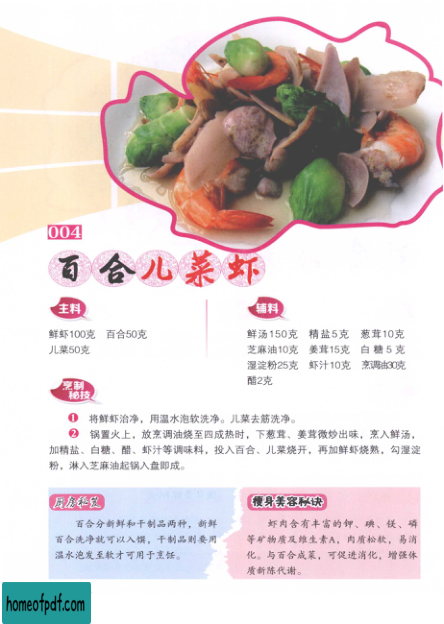 004
百合儿菜虾
主料
鲜虾100克 百合50克
儿菜50克
辅料
鲜汤150克 精盐5克 葱茸10克
芝麻油10克 姜茸15克 白糖5克
湿淀粉25克 虾汁10克 烹调油30克
醋2克
烹制
秘技
❶ 将鲜虾治净，用温水泡软洗净。儿菜去筋洗净。
❷ 锅置火上，放烹调油烧至四成热时，下葱茸、姜茸微炒出味，烹入鲜汤，
加精盐、白糖、醋、虾汁等调味料，投入百合、儿菜烧开，再加鲜虾烧熟，勾湿淀
粉，淋入芝麻油起锅入盘即成。
厨房秘笈
百合分新鲜和干制品两种，新鲜
百合洗净就可以入馔，干制品则要用
温水泡发至软才可用于烹饪。
瘦身美容秘诀
虾肉含有丰富的钾、碘、镁、磷
等矿物质及维生素A，肉质松软，易消
化。与百合成菜，可促进消化，增强体
质新陈代谢。
homeofpdf.com